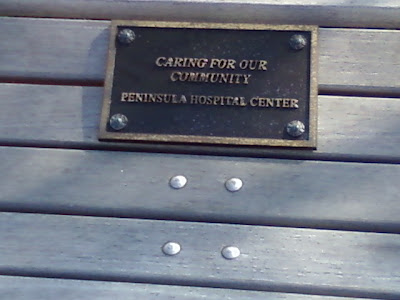 CARING FOR OUR
COMMUNITY
PENINSULA HOSPITAL CENTER